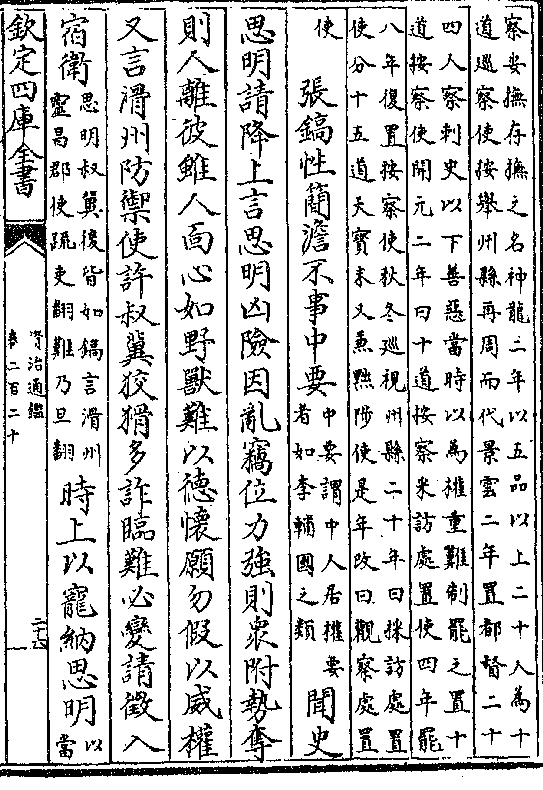 察安撫存撫之名神龍二年以五品以上二十人為十
道巡察使按舉州縣再周而代景雲二年置都督二十
四人察刺史以下善惡當時以為權重難制罷之置十
道按察使開元二年曰十道按察采訪處置使四年罷
八年復置按察使秋冬巡視州縣二十年曰採訪處置
使分十五道天寳末又兼黜陟使是年改曰觀察處置
使
張鎬性簡澹不事中要
中要謂中人居權要
者如李輔國之類
聞史
思明請降上言思明凶險因亂竊位力強則衆附勢奪
則人離彼雖人面心如野獸難以徳懷願勿假以威權
又言滑州防禦使許叔冀狡猾多詐臨難必變請徵入
宿衛
思明叔冀後皆如鎬言滑州
靈昌郡使疏吏翻難乃旦翻
時上以寵納思明
以
當
欽定四庫全書
資治通鑑
卷二百二十